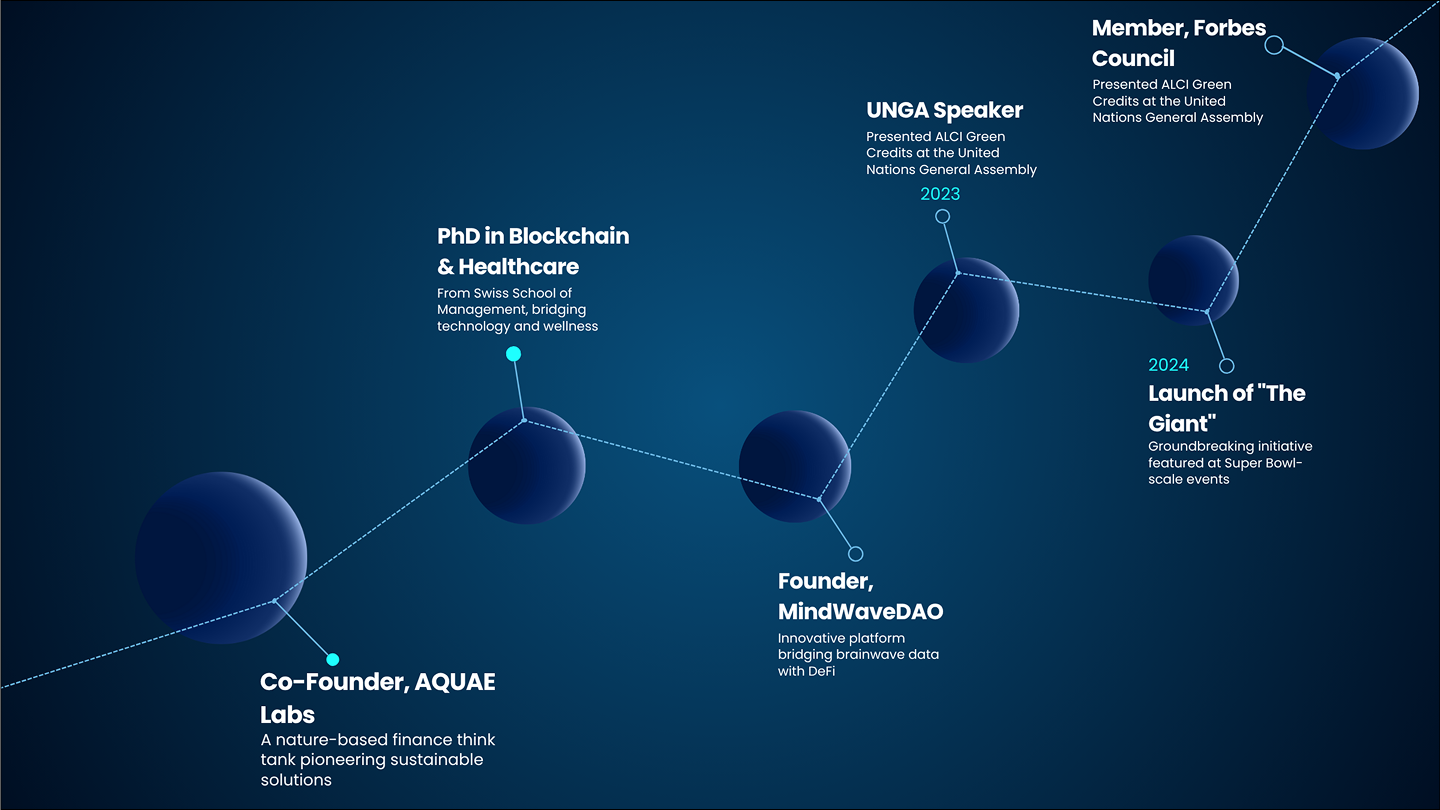 Member, Forbes
Council
Presented ALCI Green
Credits at the United
Nations General Assembly
UNGA Speaker
Presented ALCI Green
Credits at the United
Nations General Assembly
2023
PhD in Blockchain
& Healthcare
From Swiss School of
Management, bridging
technology and wellness
2024
Launch of "The
Giant"
Groundbreaking initiative
featured at Super Bowl-
scale events
Founder,
MindWaveDAO
Innovative platform
bridging brainwave data
with DeFi
Co-Founder, AQUAE
Labs
A nature-based finance think
tank pioneering sustainable
solutions